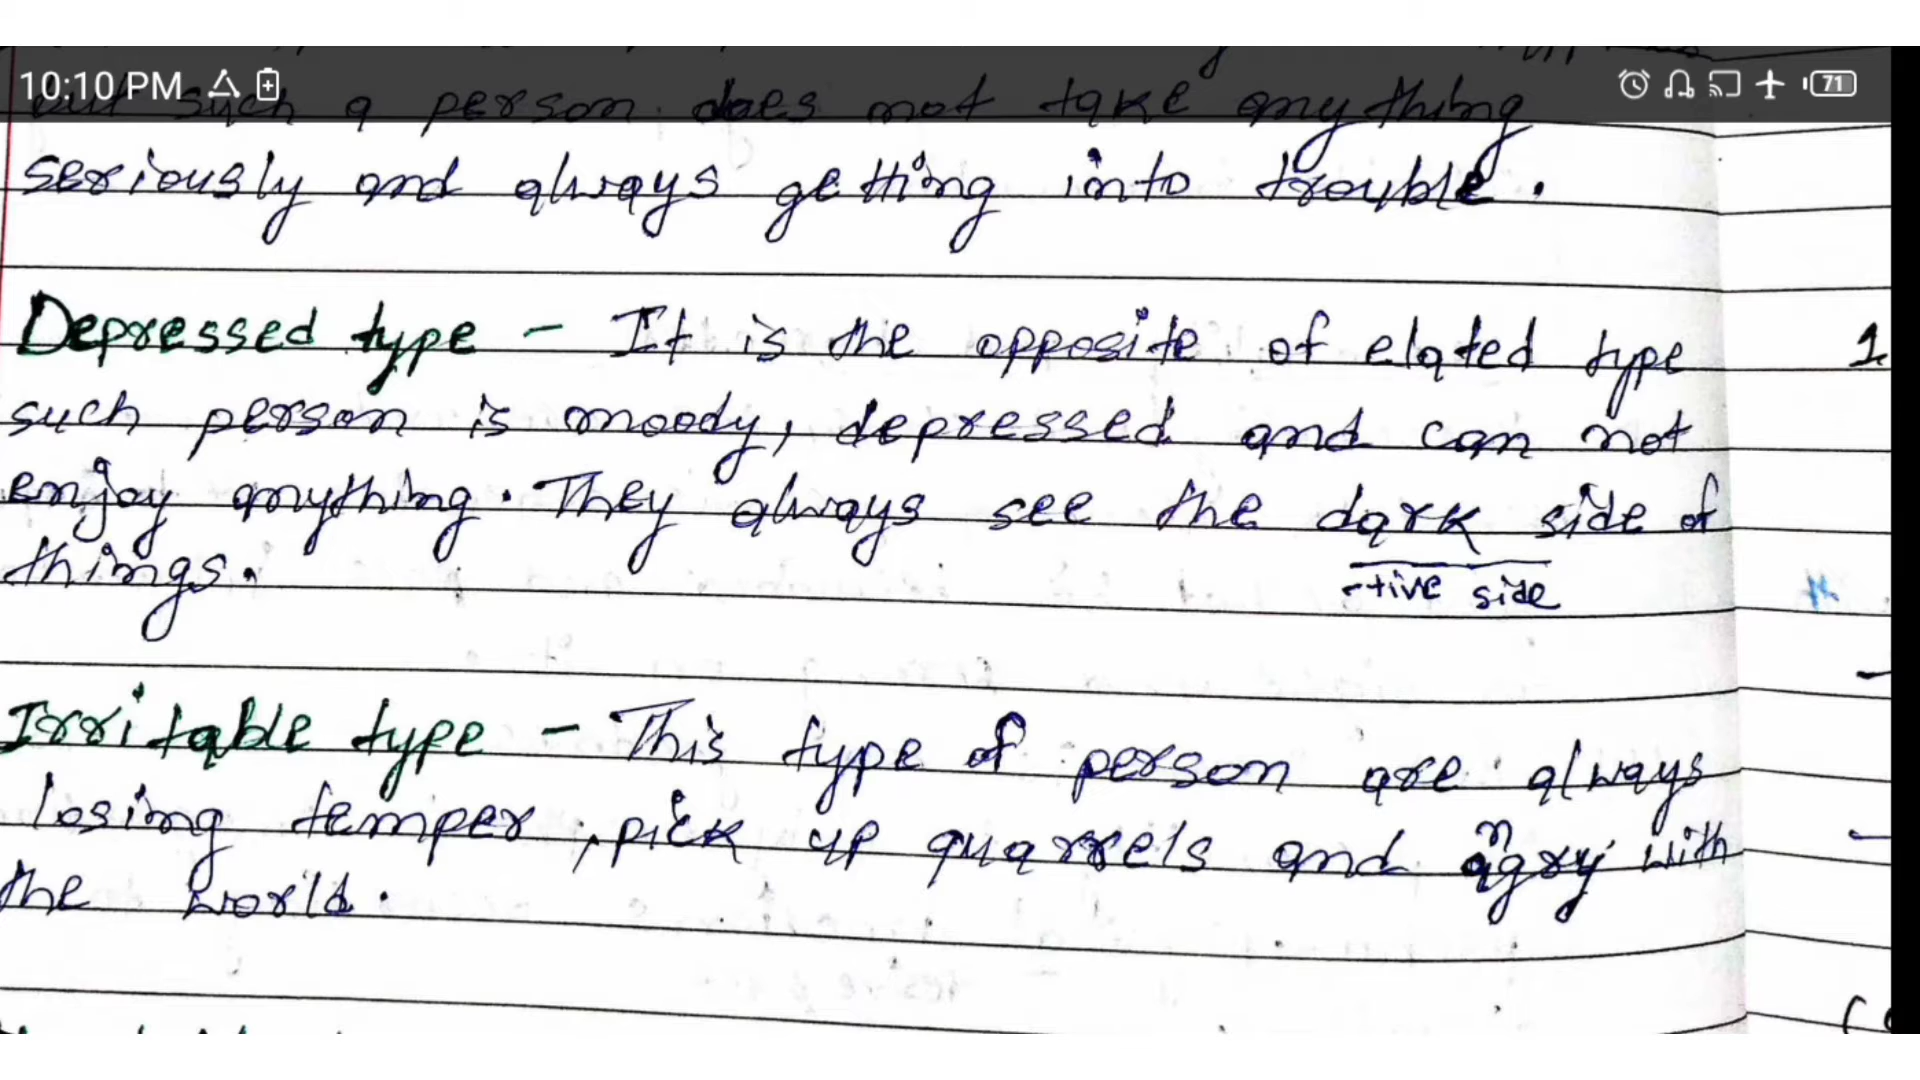 10:10 PM
71
but such a person does not take anything
seriously and always getting into trouble.
Depressed type - It is the opposite of elated type
such person is moody, depressed and can not
enjoy anything. They always see the dark side of
-tive side
things.
Irritable type - This type of person are always
losing temper, pick up quarrels and angry with
the world.
1